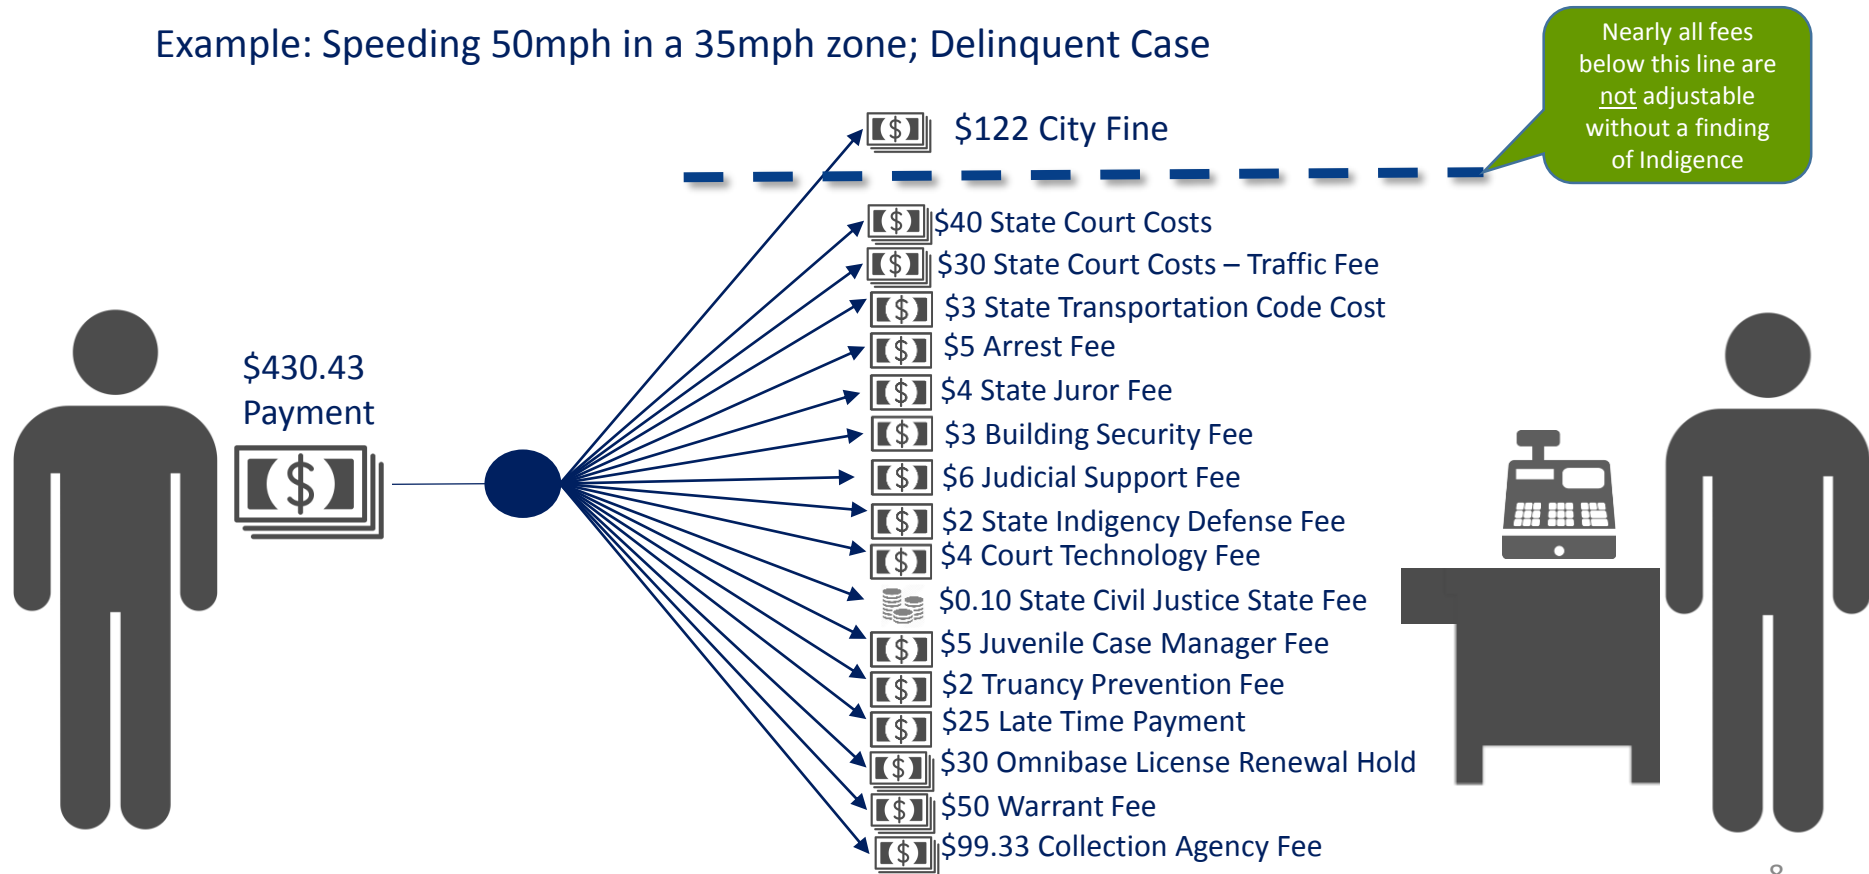 Example: Speeding 50mph in a 35mph zone; Delinquent Case
Nearly all fees
below this line are
not adjustable
without a finding
of Indigence
$122 City Fine
$430.43
Payment
$40 State Court Costs
$30 State Court Costs – Traffic Fee
$3 State Transportation Code Cost
$5 Arrest Fee
$4 State Juror Fee
$3 Building Security Fee
$6 Judicial Support Fee
$2 State Indigency Defense Fee
$4 Court Technology Fee
$0.10 State Civil Justice State Fee
$5 Juvenile Case Manager Fee
$2 Truancy Prevention Fee
$25 Late Time Payment
$30 Omnibase License Renewal Hold
$50 Warrant Fee
$99.33 Collection Agency Fee